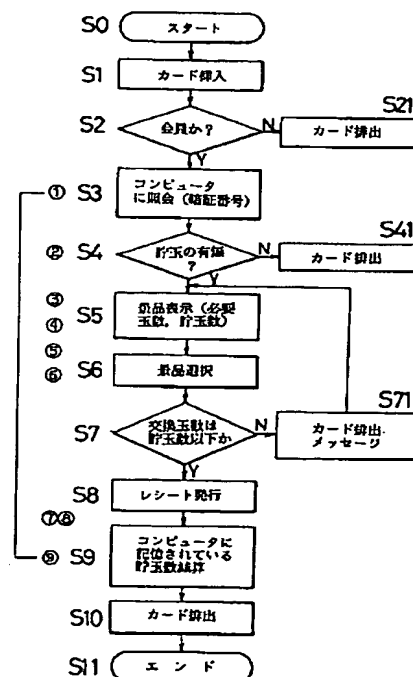 S0
スタート
S1
カード挿入
S21
S2
会員か?
N
カード排出
Y
① S3
コンピュータ
に照会(暗証番号)
S41
② S4
貯玉の有無
?
N
カード排出
Y
③
④ S5
景品表示(必要
玉数, 貯玉数)
⑤
⑥ S6
景品選択
S71
S7
交換玉数は
貯玉数以下か
N
カード排出・
メッセージ
Y
S8
レシート発行
⑦⑧
⑨ S9
コンピュータに
記憶されている
貯玉数減算
S10
カード排出
S11
エンド